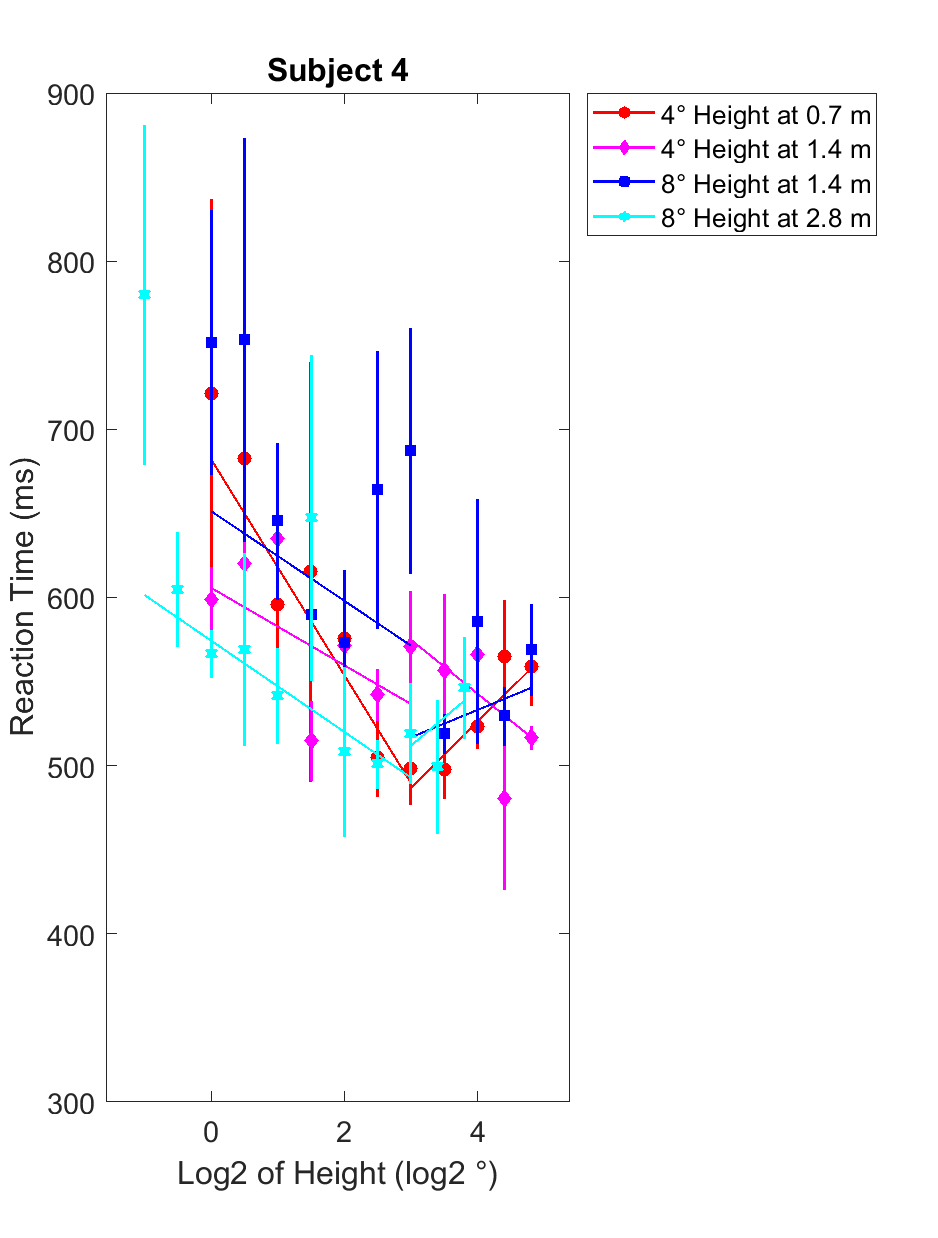 Subject 4
900
800
700
600
500
400
300
0 2 4
Reaction Time (ms)
Log2 of Height (log2 °)
4° Height at 0.7 m
4° Height at 1.4 m
8° Height at 1.4 m
8° Height at 2.8 m